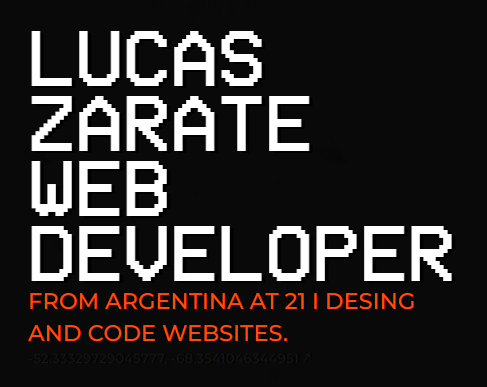 LUCAS
ZARATE
WEB
DEVELOPER
FROM ARGENTINA AT 21 I DESING
AND CODE WEBSITES.